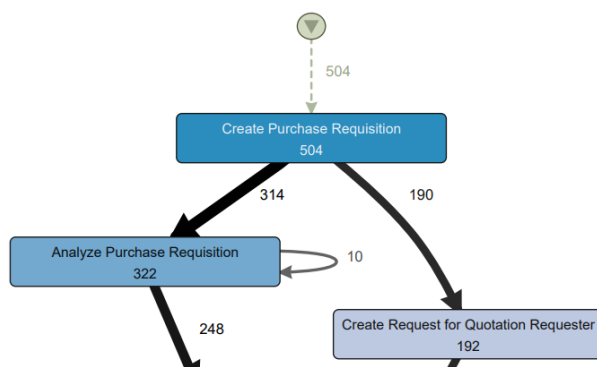 504
Create Purchase Requisition
504
314
190
Analyze Purchase Requisition
322
10
248
Create Request for Quotation Requester
192